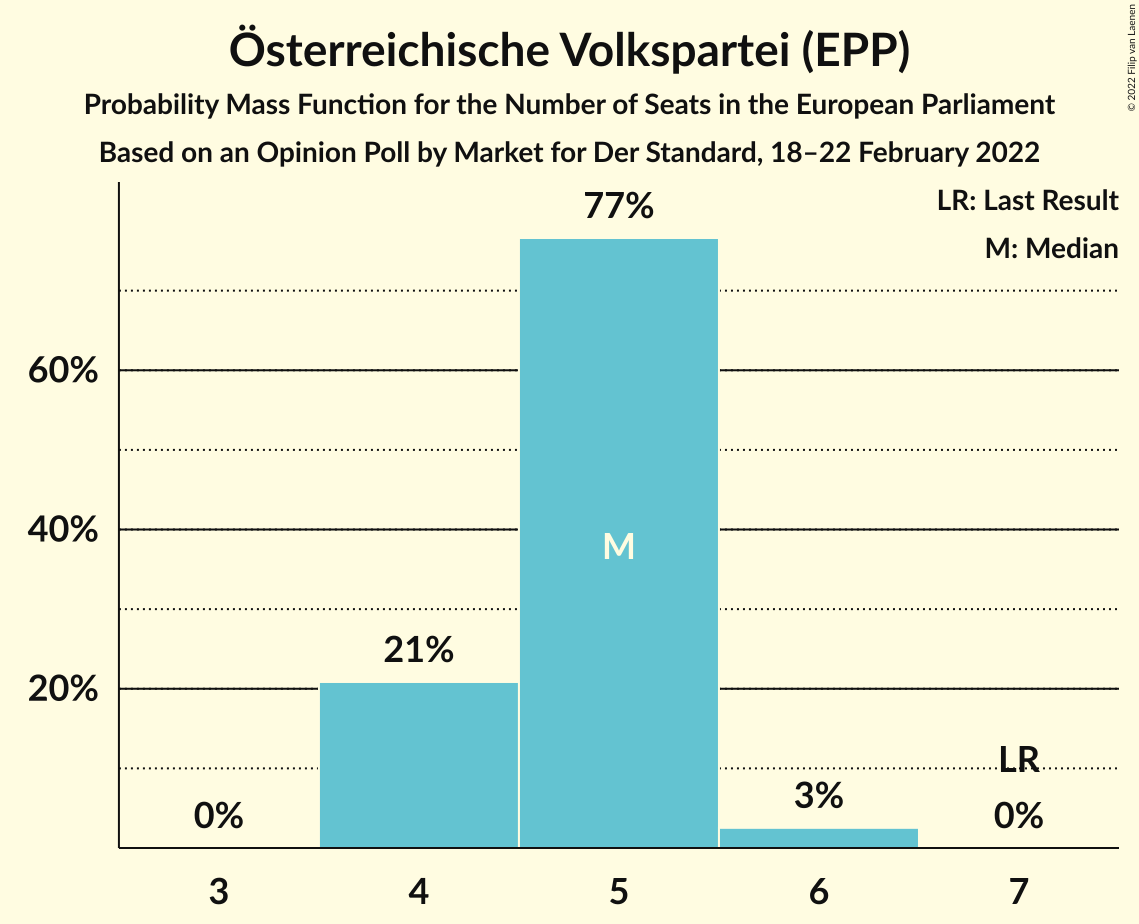 Österreichische Volkspartei (EPP)
Probability Mass Function for the Number of Seats in the European Parliament
Based on an Opinion Poll by Market for Der Standard, 18–22 February 2022
© 2022 Filip van Laenen
LR: Last Result
M: Median
77%
60%
40%
M
21%
20%
LR
3%
0%
0%
3 4 5 6 7